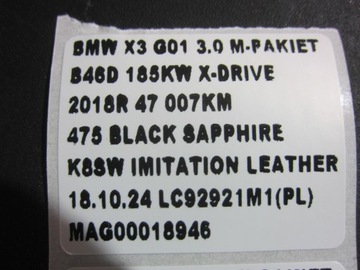 BMW X3 G01 3.0 M-PAKIET
B46D 185KW X-DRIVE
2018R 47 007KM
475 BLACK SAPPHIRE
K8SW IMITATION LEATHER
18.10.24 LC92921M1(PL)
MAG00018946